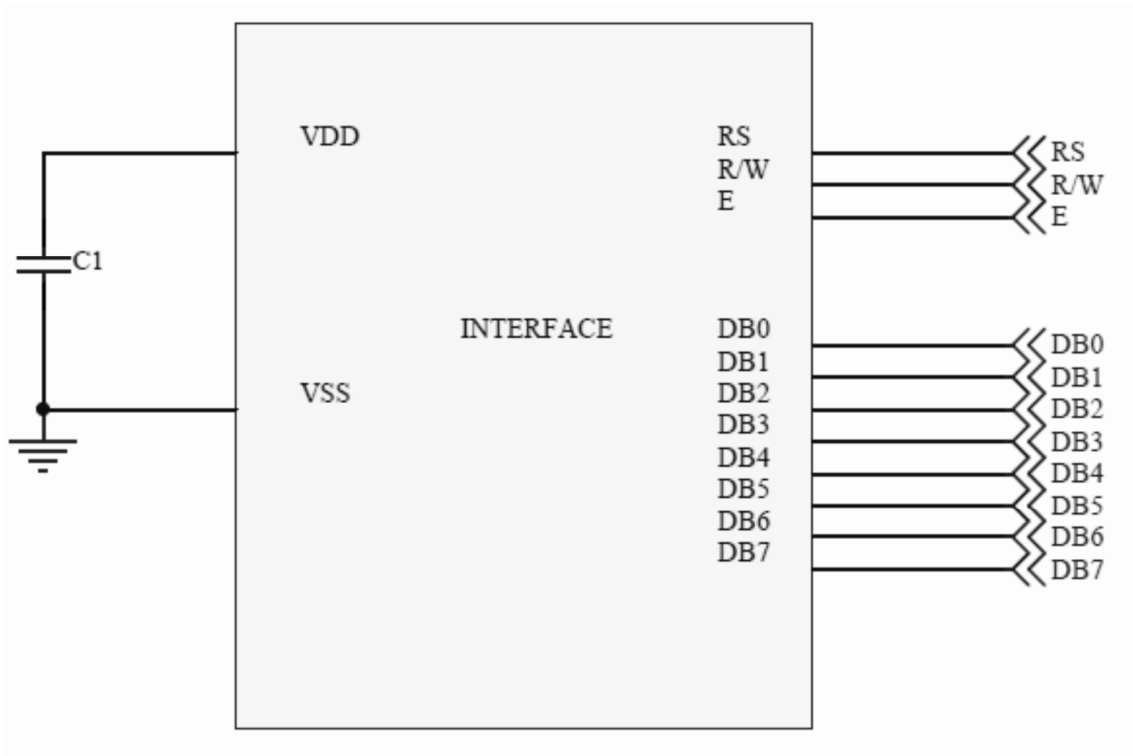 VDD
RS
RS
R/W
R/W
E
E
C1
INTERFACE
DB0
DB0
DB1
DB1
VSS
DB2
DB2
DB3
DB3
DB4
DB4
DB5
DB5
DB6
DB6
DB7
DB7